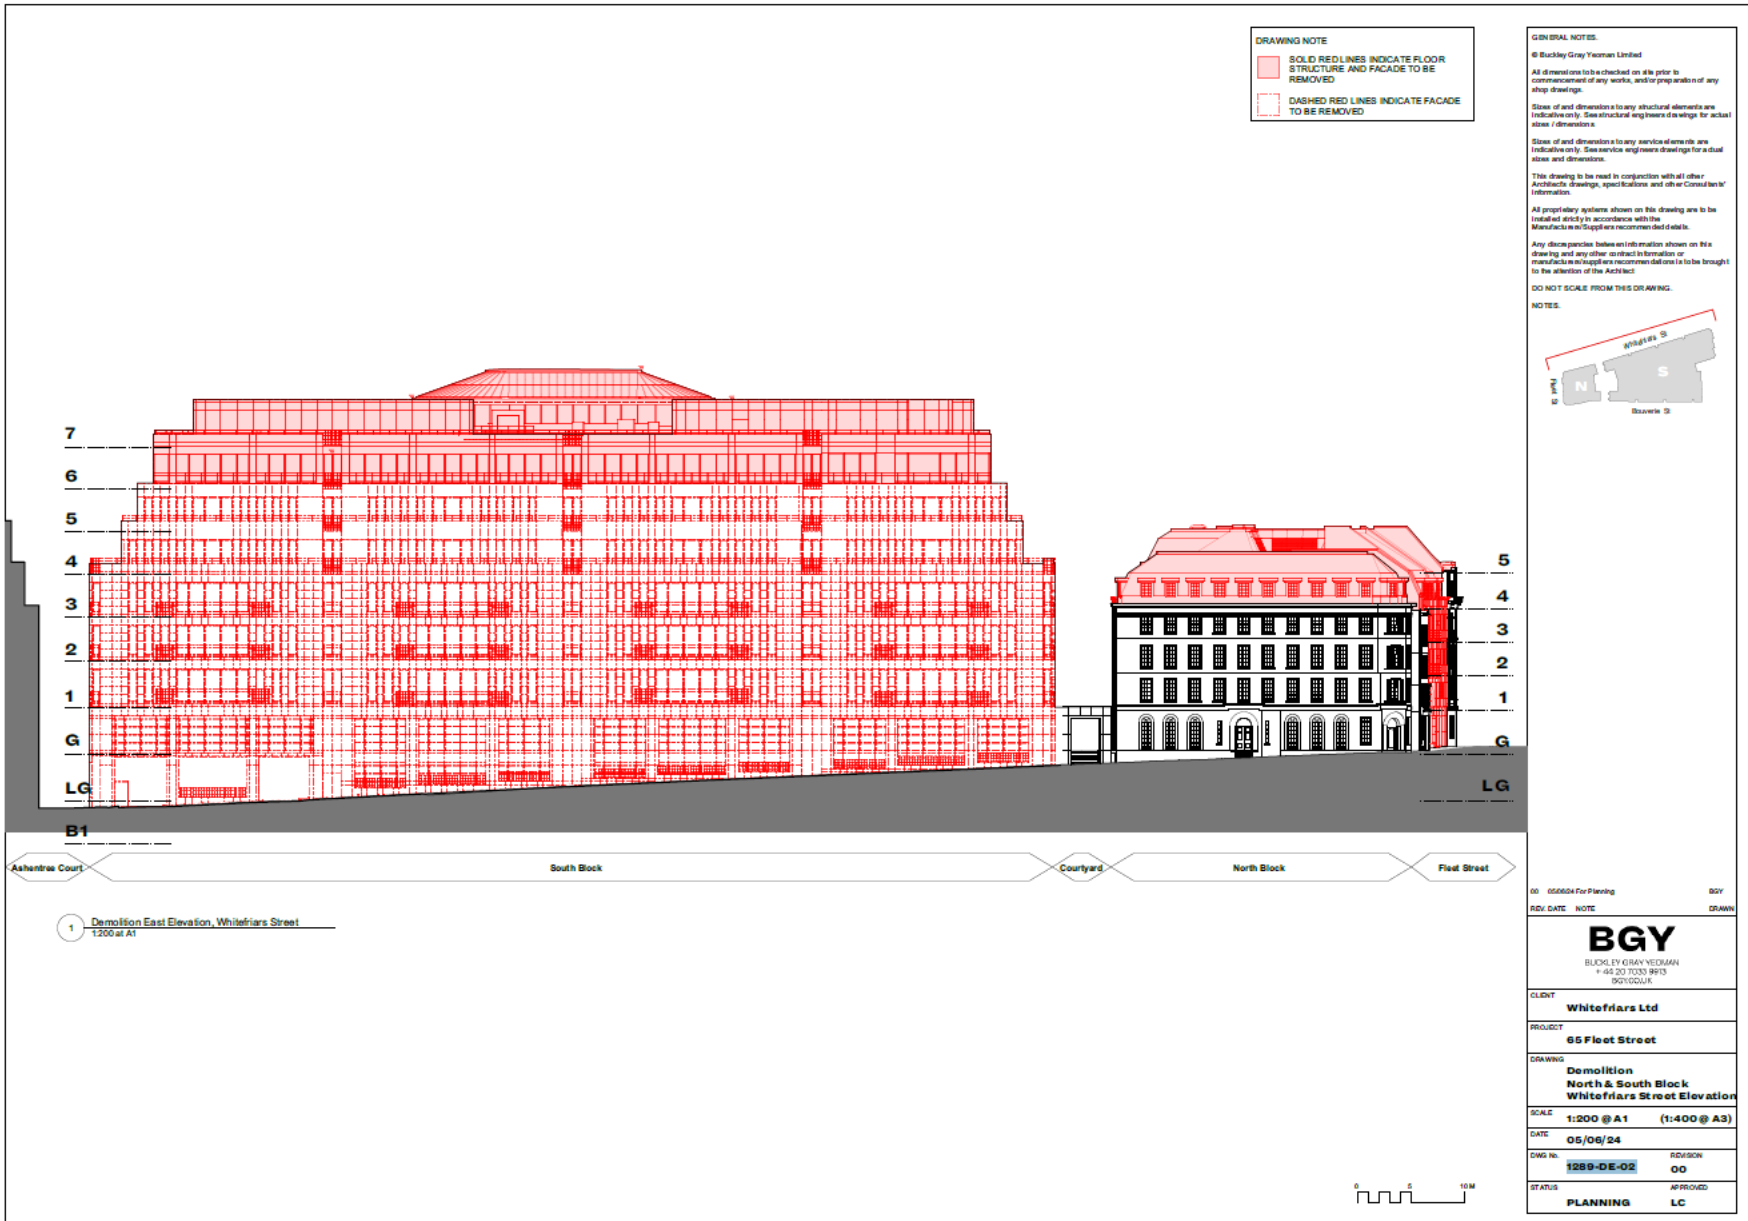 DRAWING NOTE
SOLID RED LINES INDICATE FLOOR
STRUCTURE AND FACADE TO BE
REMOVED
DASHED RED LINES INDICATE FACADE
TO BE REMOVED
GENERAL NOTES.
© Buckley Gray Yeoman Limited
All dimensions to be checked on site prior to
commencement of any works, and/or preparation of any
shop drawings.
Sizes of and dimensions to any structural elements are
indicative only. See structural engineers drawings for actual
sizes / dimensions
Sizes of and dimensions to any service elements are
indicative only. See service engineers drawings for actual
sizes and dimensions.
This drawing to be read in conjunction with all other
Architect's drawings, specifications and other Consultants'
information.
All proprietary systems shown on this drawing are to be
installed strictly in accordance with the
Manufacturers/Suppliers recommended details.
Any discrepancies between information shown on this
drawing and any other contract information or
manufacturers/suppliers recommendations is to be brought
to the attention of the Architect
DO NOT SCALE FROM THIS DRAWING.
NOTES.
Whitefriars St
Fleet St
N
S
Bouverie St
7
6
5
4
3
2
1
G
LG
B1
5
4
3
2
1
G
LG
Ashentree Court
South Block
Courtyard
North Block
Fleet Street
1
Demolition East Elevation, Whitefriars Street
1:200 at A1
0 5 10M
00 05/06/24 For Planning BGY
REV. DATE NOTE DRAWN
BGY
BUCKLEY GRAY YEOMAN
+ 44 20 7033 9913
BGY.CO.UK
CLIENT
Whitefriars Ltd
PROJECT
65 Fleet Street
DRAWING
Demolition
North & South Block
Whitefriars Street Elevation
SCALE
1:200 @ A1 (1:400 @ A3)
DATE
05/06/24
DWG No. REVISION
1289-DE-02 00
STATUS APPROVED
PLANNING LC